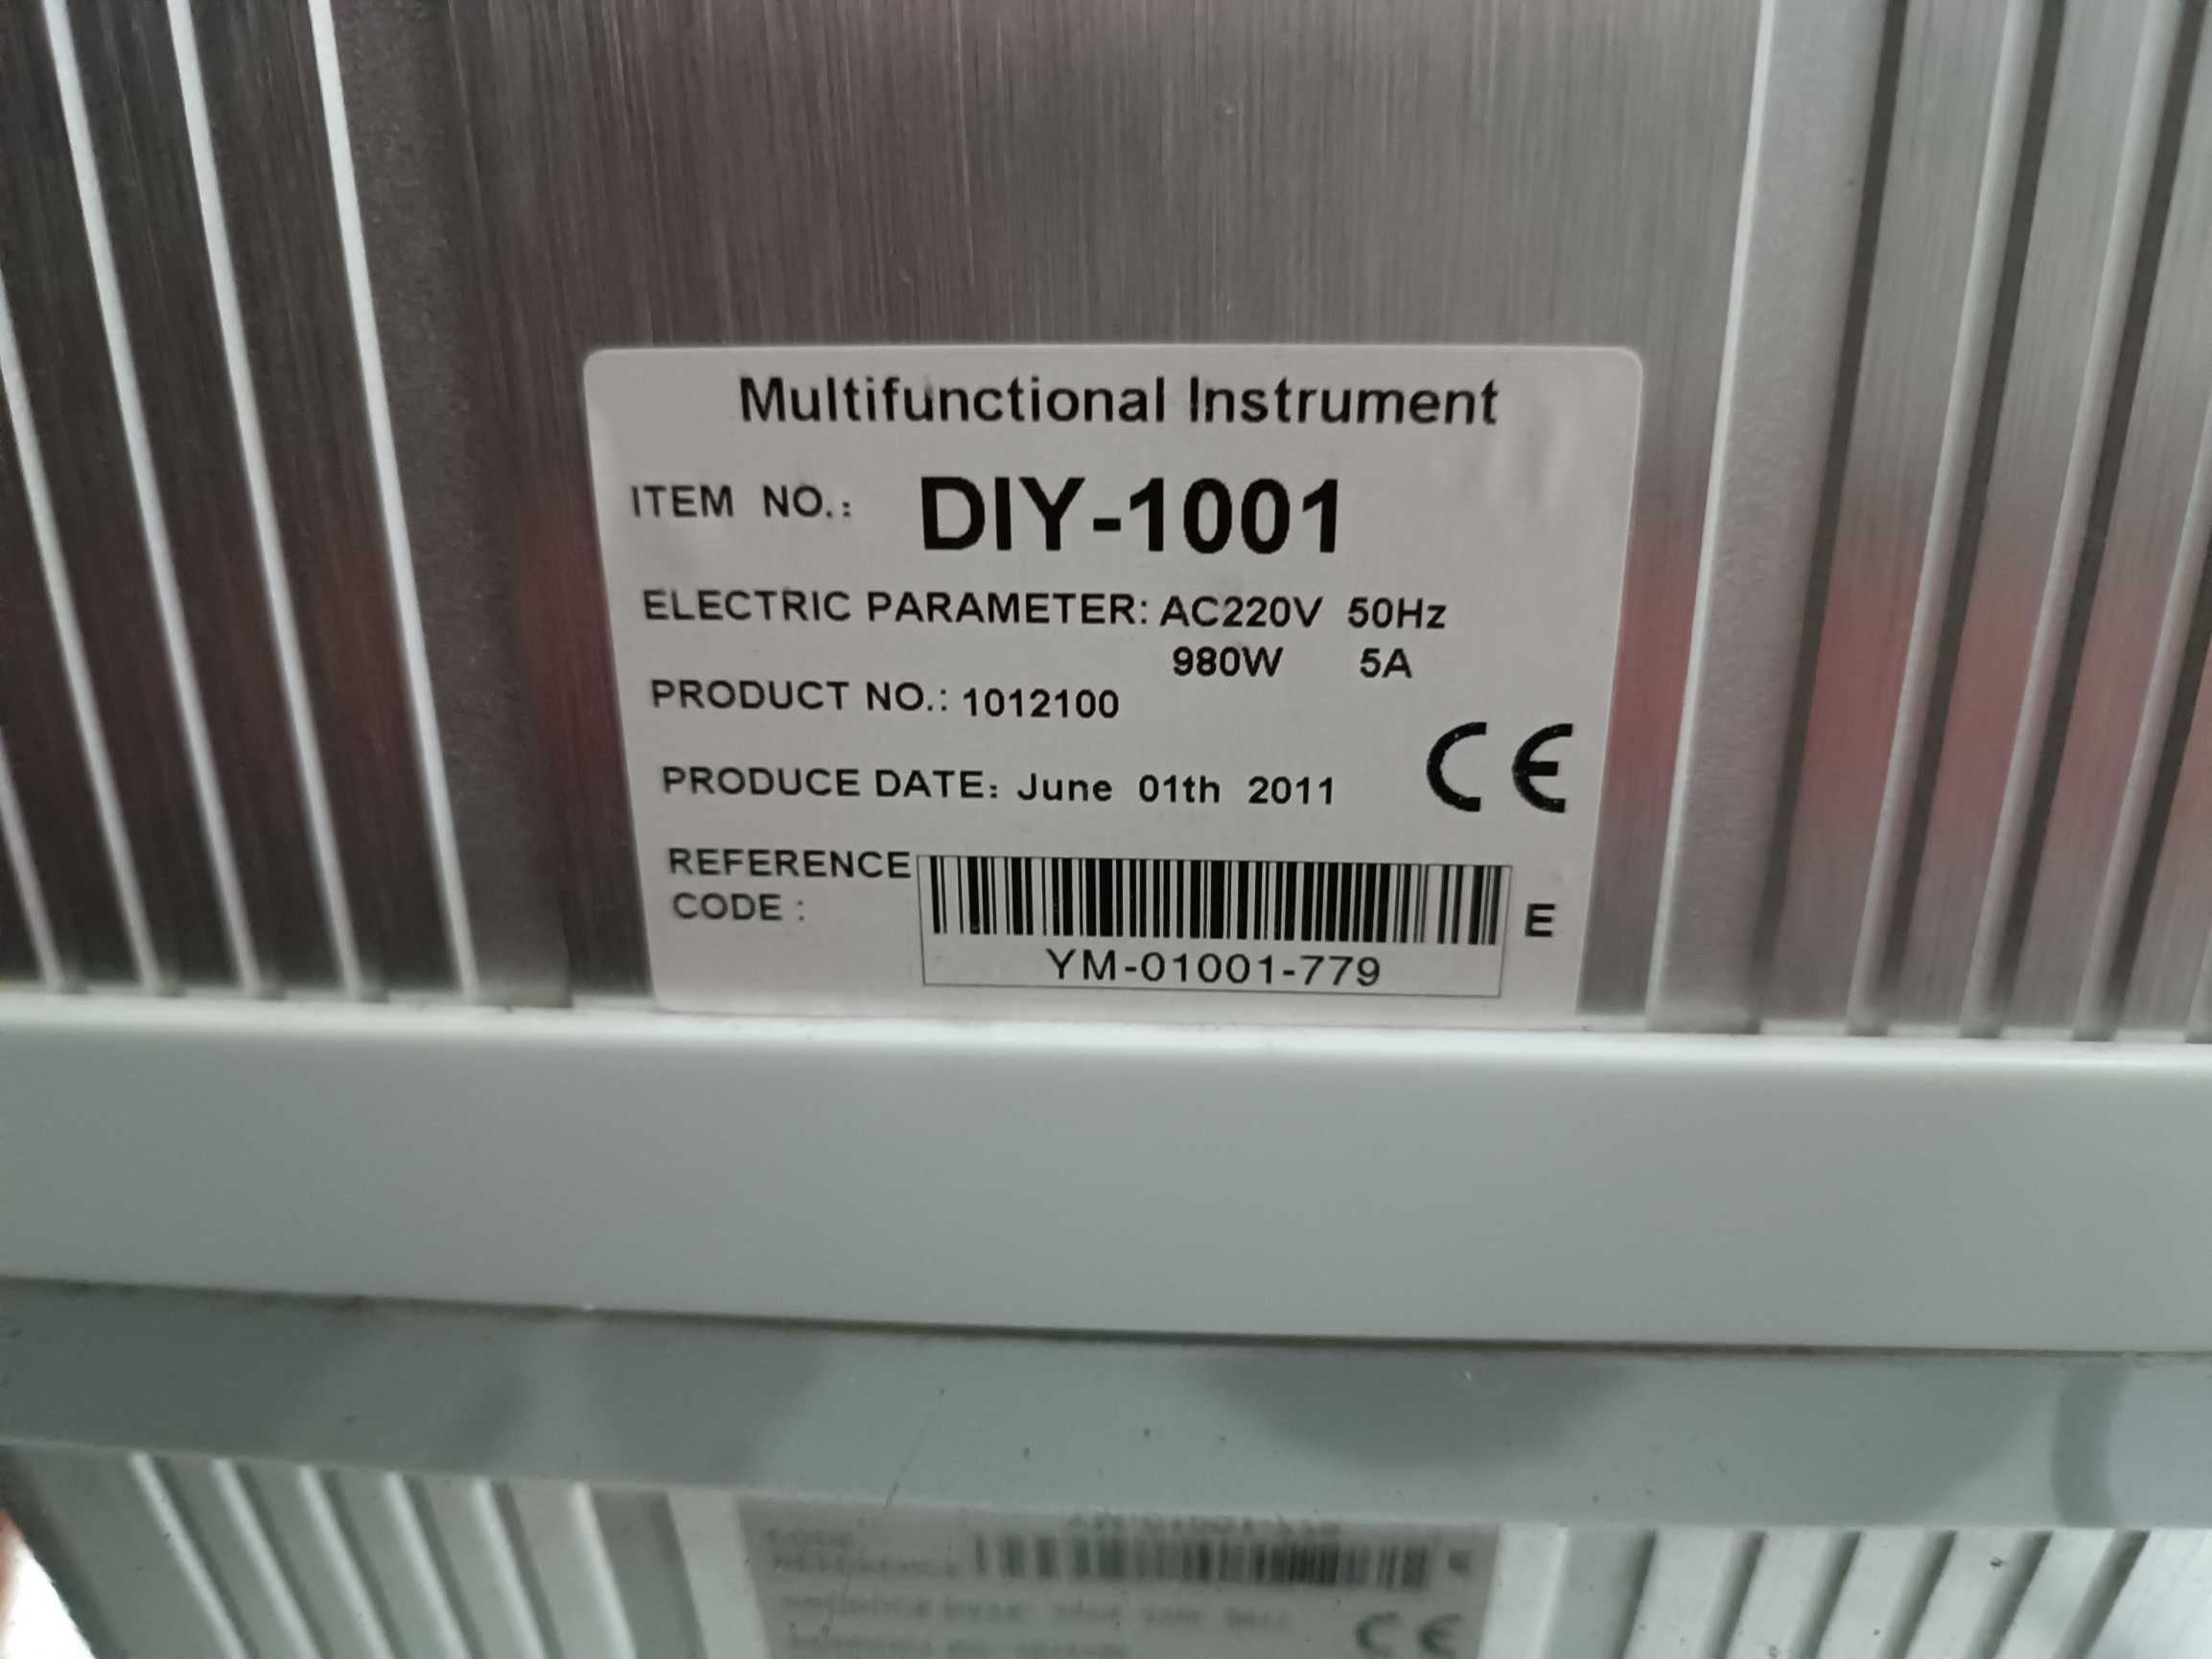 Multifunctional Instrument
ITEM NO.: DIY-1001
ELECTRIC PARAMETER: AC220V 50Hz
980W 5A
PRODUCT NO.: 1012100
PRODUCE DATE: June 01th 2011
CE
REFERENCE
CODE :
E
YM-01001-779
CE